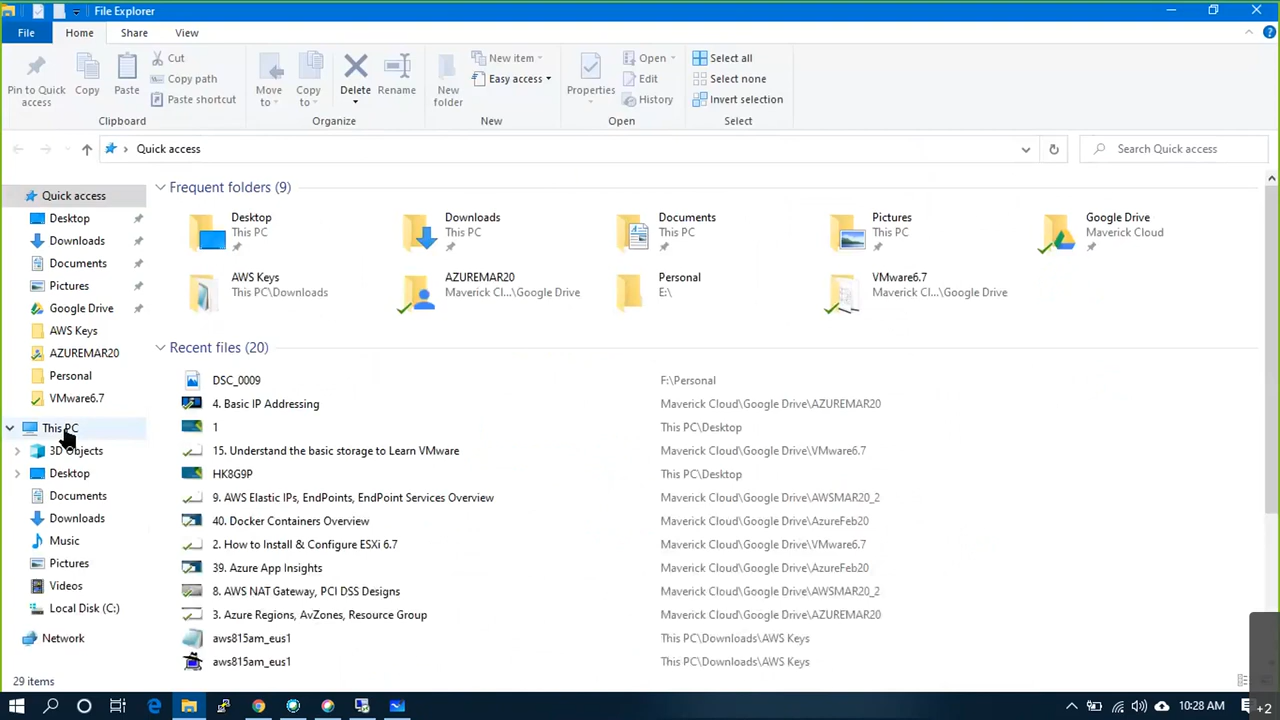 File Explorer
File Home Share View
Pin to Quick access
Copy
Paste
Cut
Copy path
Paste shortcut
Clipboard
Move to
Copy to
Delete
Rename
Organize
New folder
New item
Easy access
New
Properties
Open
Edit
History
Open
Select all
Select none
Invert selection
Select
Quick access
Search Quick access
Quick access
Desktop
Downloads
Documents
Pictures
Google Drive
AWS Keys
AZUREMAR20
Personal
VMware6.7
This PC
3D Objects
Desktop
Documents
Downloads
Music
Pictures
Videos
Local Disk (C:)
Network
Frequent folders (9)
Desktop
This PC
Downloads
This PC
Documents
This PC
Pictures
This PC
Google Drive
Maverick Cloud
AWS Keys
This PC\Downloads
AZUREMAR20
Maverick Cl...\Google Drive
Personal
E:\
VMware6.7
Maverick Cl...\Google Drive
Recent files (20)
DSC_0009 F:\Personal
4. Basic IP Addressing Maverick Cloud\Google Drive\AZUREMAR20
1 This PC\Desktop
15. Understand the basic storage to Learn VMware Maverick Cloud\Google Drive\VMware6.7
HK8G9P This PC\Desktop
9. AWS Elastic IPs, EndPoints, EndPoint Services Overview Maverick Cloud\Google Drive\AWSMAR20_2
40. Docker Containers Overview Maverick Cloud\Google Drive\AzureFeb20
2. How to Install & Configure ESXi 6.7 Maverick Cloud\Google Drive\VMware6.7
39. Azure App Insights Maverick Cloud\Google Drive\AzureFeb20
8. AWS NAT Gateway, PCI DSS Designs Maverick Cloud\Google Drive\AWSMAR20_2
3. Azure Regions, AvZones, Resource Group Maverick Cloud\Google Drive\AZUREMAR20
aws815am_eus1 This PC\Downloads\AWS Keys
aws815am_eus1 This PC\Downloads\AWS Keys
29 items
10:28 AM
+2